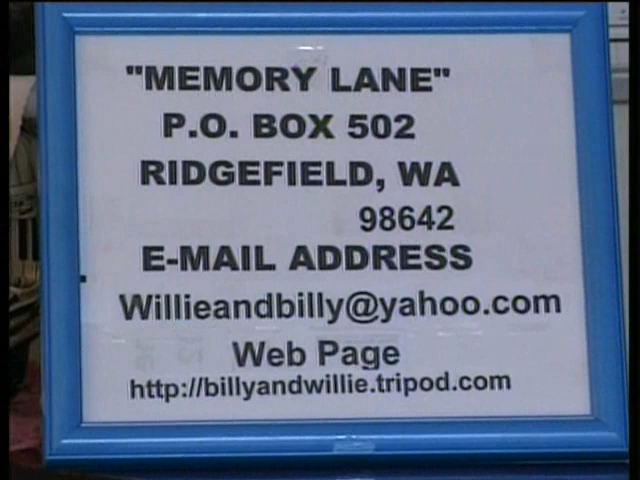 "MEMORY LANE"
P.O. BOX 502
RIDGEFIELD, WA
98642
E-MAIL ADDRESS
Willieandbilly@yahoo.com
Web Page
http://billyandwillie.tripod.com